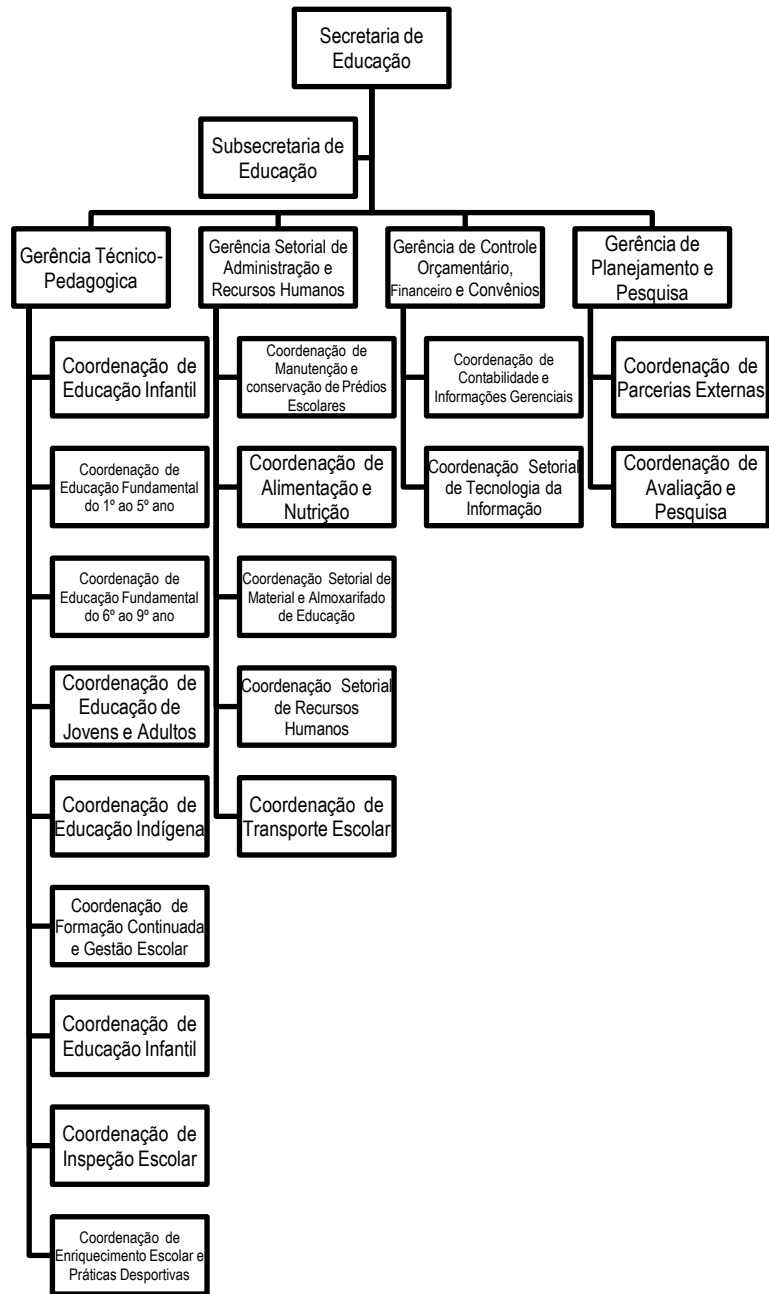 Secretaria de
Educação
Subsecretaria de
Educação
Gerência Técnico-
Pedagogica
Gerência Setorial de
Administração e
Recursos Humanos
Gerência de Controle
Orçamentário,
Financeiro e Convênios
Gerência de
Planejamento e
Pesquisa
Coordenação de
Educação Infantil
Coordenação de
Educação Fundamental
do 1º ao 5º ano
Coordenação de
Educação Fundamental
do 6º ao 9º ano
Coordenação de
Educação de
Jovens e Adultos
Coordenação de
Educação Indígena
Coordenação de
Formação Continuada
e Gestão Escolar
Coordenação de
Educação Infantil
Coordenação de
Inspeção Escolar
Coordenação de
Enriquecimento Escolar e
Práticas Desportivas
Coordenação de
Manutenção e
conservação de Prédios
Escolares
Coordenação de
Alimentação e
Nutrição
Coordenação Setorial de
Material e Almoxarifado
de Educação
Coordenação Setorial
de Recursos
Humanos
Coordenação de
Transporte Escolar
Coordenação de
Contabilidade e
Informações Gerenciais
Coordenação Setorial
de Tecnologia da
Informação
Coordenação de
Parcerias Externas
Coordenação de
Avaliação e
Pesquisa